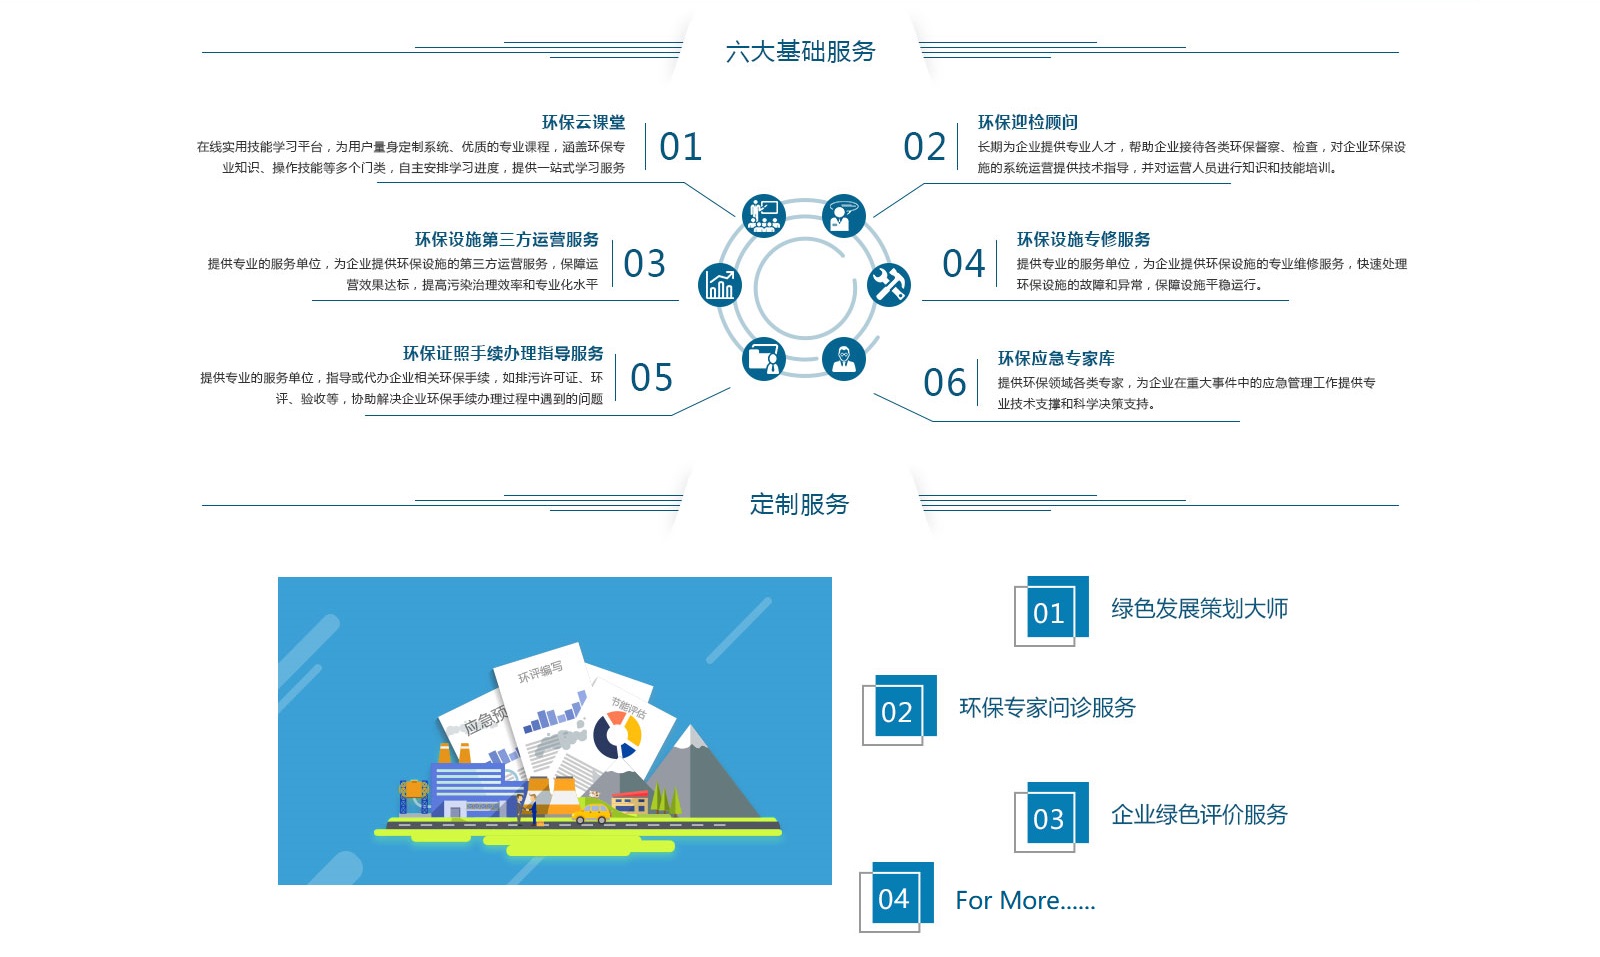 六大基础服务
环保云课堂
01
在线实用技能学习平台，为用户量身定制系统、优质的专业课程，涵盖环保专
业知识、操作技能等多个门类，自主安排学习进度，提供一站式学习服务
02
环保迎检顾问
长期为企业提供专业人才，帮助企业接待各类环保督察、检查，对企业环保设
施的系统运营提供技术指导，并对运营人员进行知识和技能培训。
环保设施第三方运营服务
03
提供专业的服务单位，为企业提供环保设施的第三方运营服务，保障运
营效果达标，提高污染治理效率和专业化水平
04
环保设施专修服务
提供专业的服务单位，为企业提供环保设施的专业维修服务，快速处理
环保设施的故障和异常，保障设施平稳运行。
环保证照手续办理指导服务
05
提供专业的服务单位，指导或代办企业相关环保手续，如排污许可证、环
评、验收等，协助解决企业环保手续办理过程中遇到的问题
06
环保应急专家库
提供环保领域各类专家，为企业在重大事件中的应急管理工作提供专
业技术支撑和科学决策支持。
定制服务
环评编写
应急预
节能评估
01
绿色发展策划大师
02
环保专家问诊服务
03
企业绿色评价服务
04
For More......